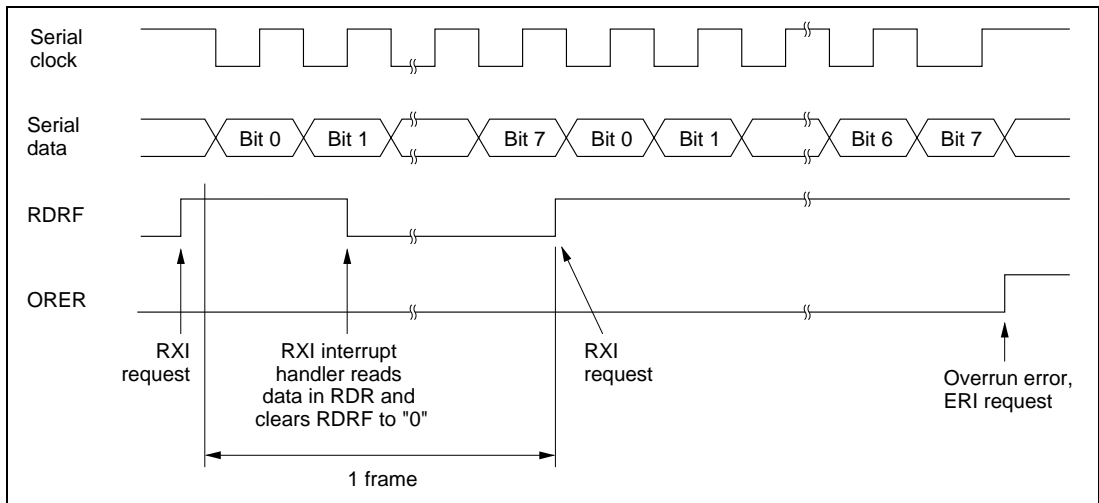 Serial
clock
Serial
data
Bit 0
Bit 1
Bit 7
Bit 0
Bit 1
Bit 6
Bit 7
RDRF
ORER
RXI
request
RXI interrupt
handler reads
data in RDR and
clears RDRF to "0"
RXI
request
Overrun error,
ERI request
1 frame